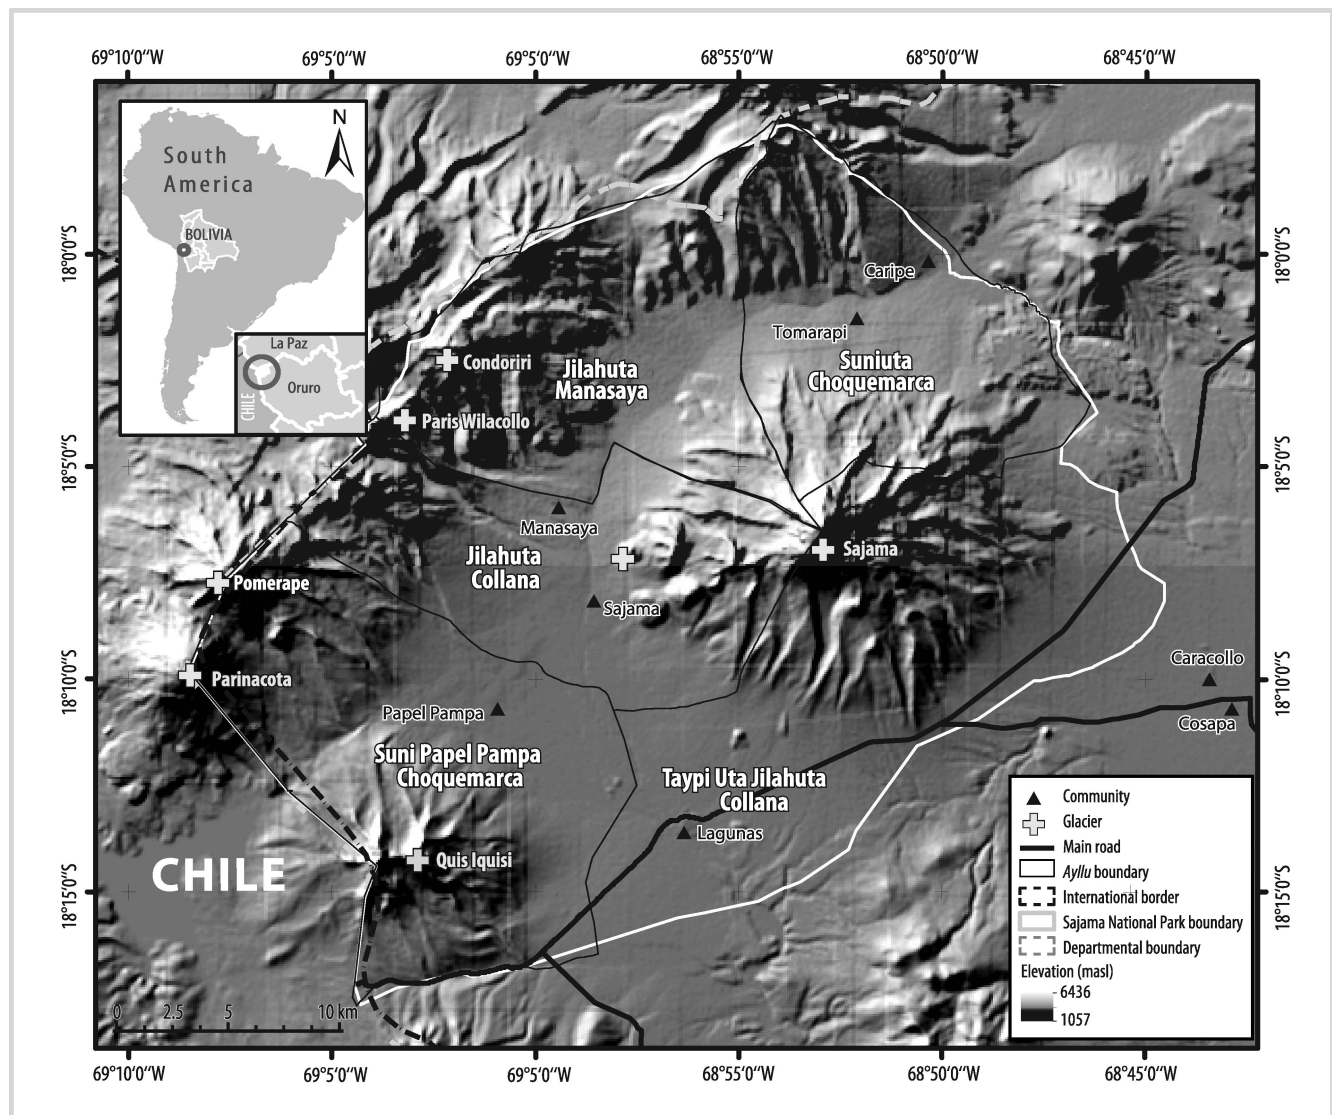 69°10'0"W
69°5'0"W
69°5'0"W
68°55'0"W
68°50'0"W
68°45'0"W
N
South
America
BOLIVIA
La Paz
Oruro
CHILE
18°0'0"S
18°0'0"S
Caripe
Tomarapi
Suniuta
Choquemarca
Condoriri
Jilahuta
Manasaya
Paris Wilacollo
18°5'0"S
18°5'0"S
Manasaya
Jilahuta
Collana
Sajama
Pomerape
Sajama
Parinacota
18°10'0"S
18°10'0"S
Caracollo
Cosapa
Papel Pampa
Suni Papel Pampa
Choquemarca
Taypi Uta Jilahuta
Collana
Lagunas
Quis Iquisi
CHILE
18°15'0"S
18°15'0"S
Community
Glacier
Main road
Ayllu boundary
International border
Sajama National Park boundary
Departmental boundary
Elevation (masl)
6436
1057
0 2.5 5 10 km
69°10'0"W
69°5'0"W
69°5'0"W
68°55'0"W
68°50'0"W
68°45'0"W